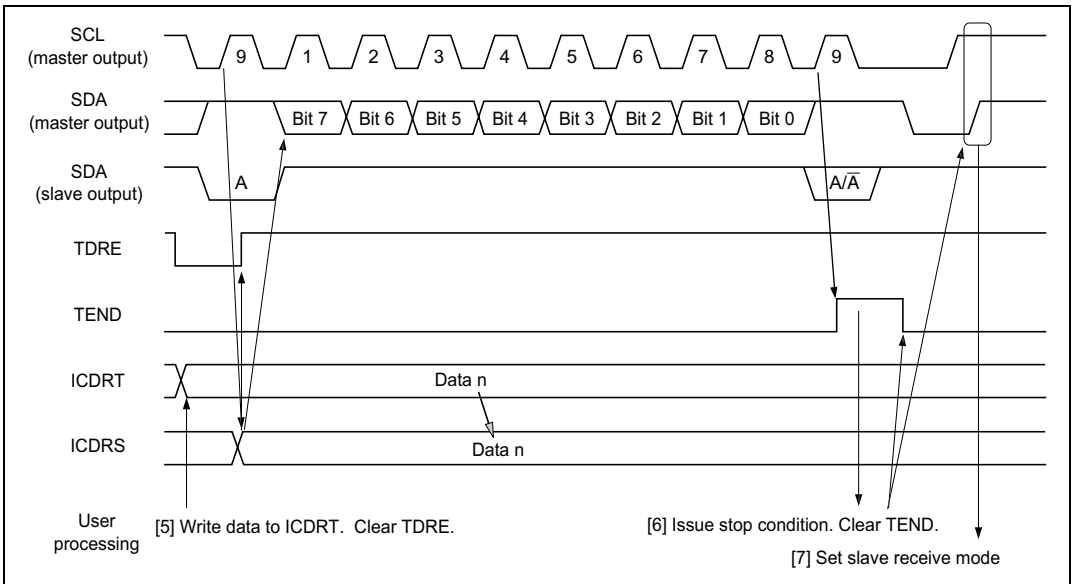 SCL
(master output)
9 1 2 3 4 5 6 7 8 9
SDA
(master output)
Bit 7 Bit 6 Bit 5 Bit 4 Bit 3 Bit 2 Bit 1 Bit 0
SDA
(slave output)
A A/A̅
TDRE
TEND
ICDRT
Data n
ICDRS
Data n
User
processing
[5] Write data to ICDRT. Clear TDRE.
[6] Issue stop condition. Clear TEND.
[7] Set slave receive mode